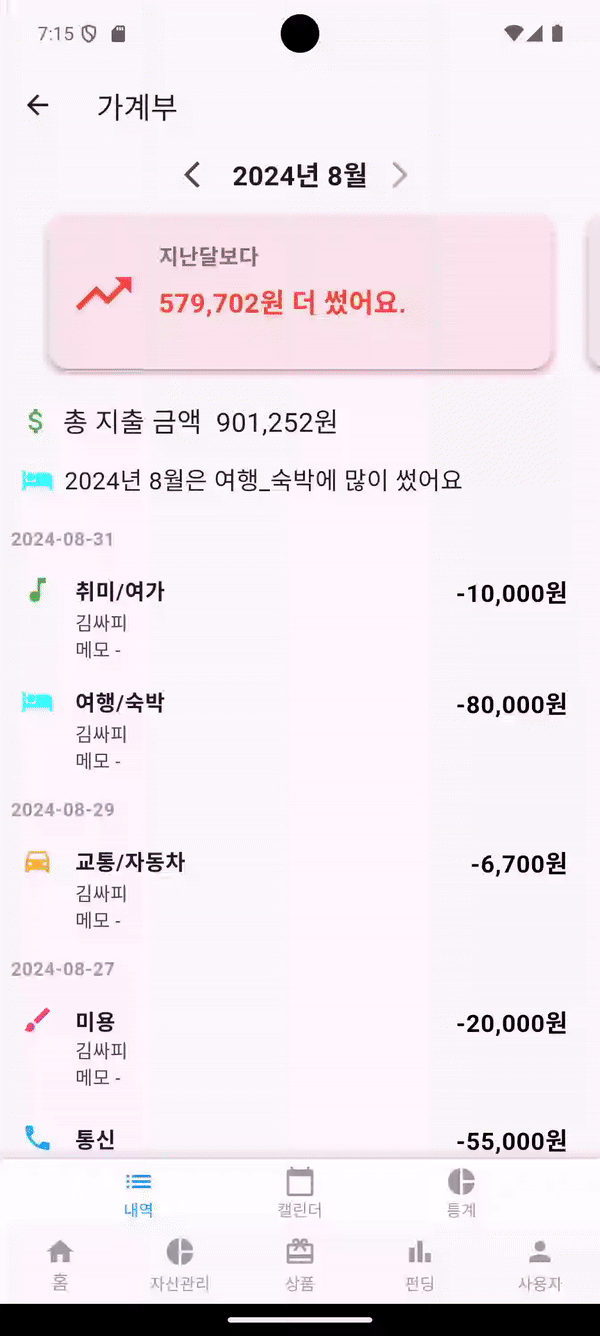 7:15
가계부
2024년 8월
지난달보다
579,702원 더 썼어요.
총 지출 금액 901,252원
2024년 8월은 여행_숙박에 많이 썼어요
2024-08-31
취미/여가 -10,000원
김싸피
메모 -
여행/숙박 -80,000원
김싸피
메모 -
2024-08-29
교통/자동차 -6,700원
김싸피
메모 -
2024-08-27
미용 -20,000원
김싸피
메모 -
통신 -55,000원
내역 캘린더 통계
홈 자산관리 상품 펀딩 사용자